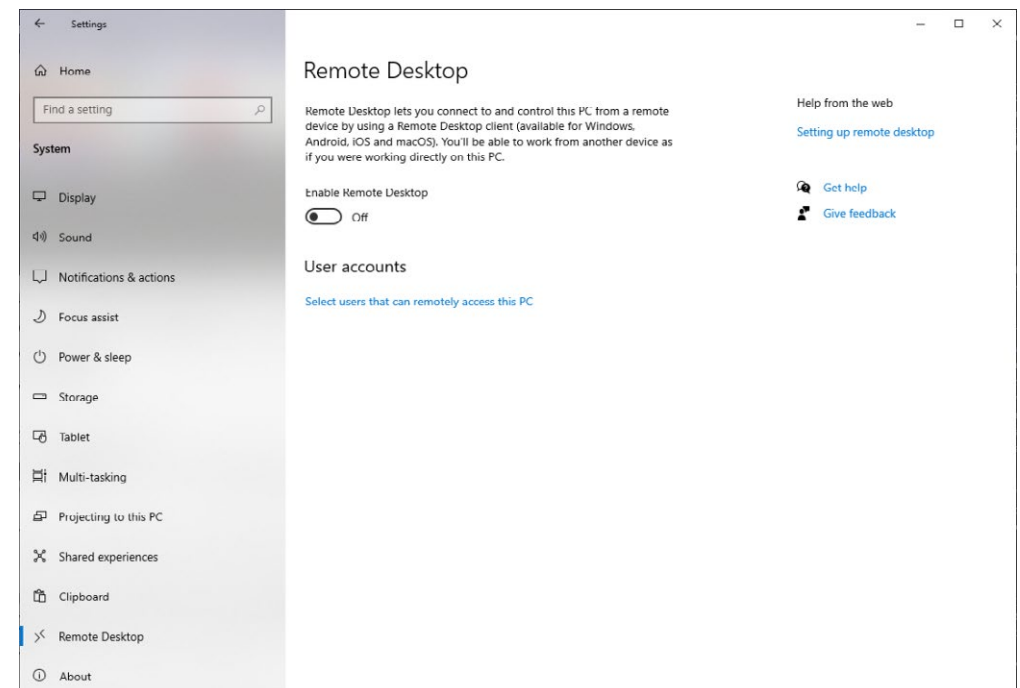 Settings
Home
Find a setting
System
Display
Sound
Notifications & actions
Focus assist
Power & sleep
Storage
Tablet
Multi-tasking
Projecting to this PC
Shared experiences
Clipboard
Remote Desktop
About
Remote Desktop
Remote Desktop lets you connect to and control this PC from a remote
device by using a Remote Desktop client (available for Windows,
Android, iOS and macOS). You'll be able to work from another device as
if you were working directly on this PC.
Enable Remote Desktop
Off
User accounts
Select users that can remotely access this PC
Help from the web
Setting up remote desktop
Get help
Give feedback